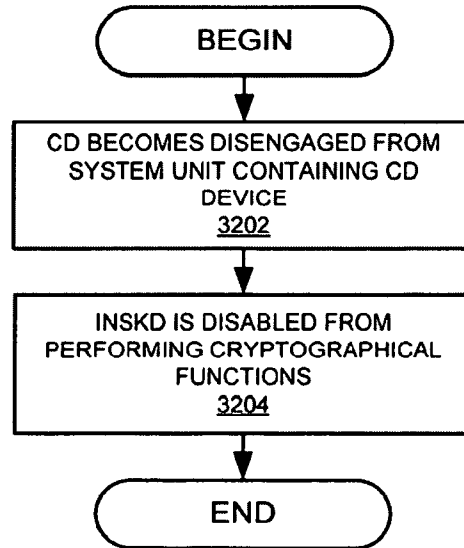 BEGIN
CD BECOMES DISENGAGED FROM
SYSTEM UNIT CONTAINING CD
DEVICE
3202
INSKD IS DISABLED FROM
PERFORMING CRYPTOGRAPHICAL
FUNCTIONS
3204
END